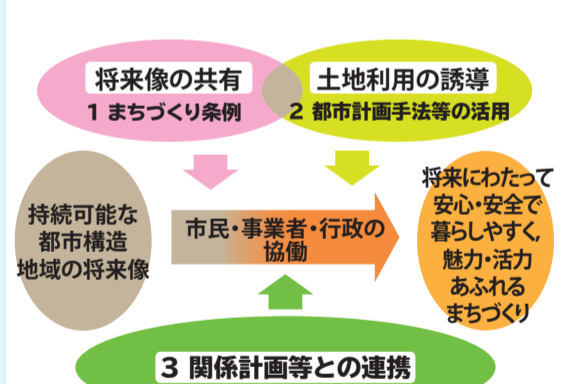 将来像の共有
1 まちづくり条例
土地利用の誘導
2 都市計画手法等の活用
持続可能な
都市構造
地域の将来像
市民・事業者・行政の
協働
将来にわたって
安心・安全で
暮らしやすく、
魅力・活力
あふれる
まちづくり
3 関係計画等との連携